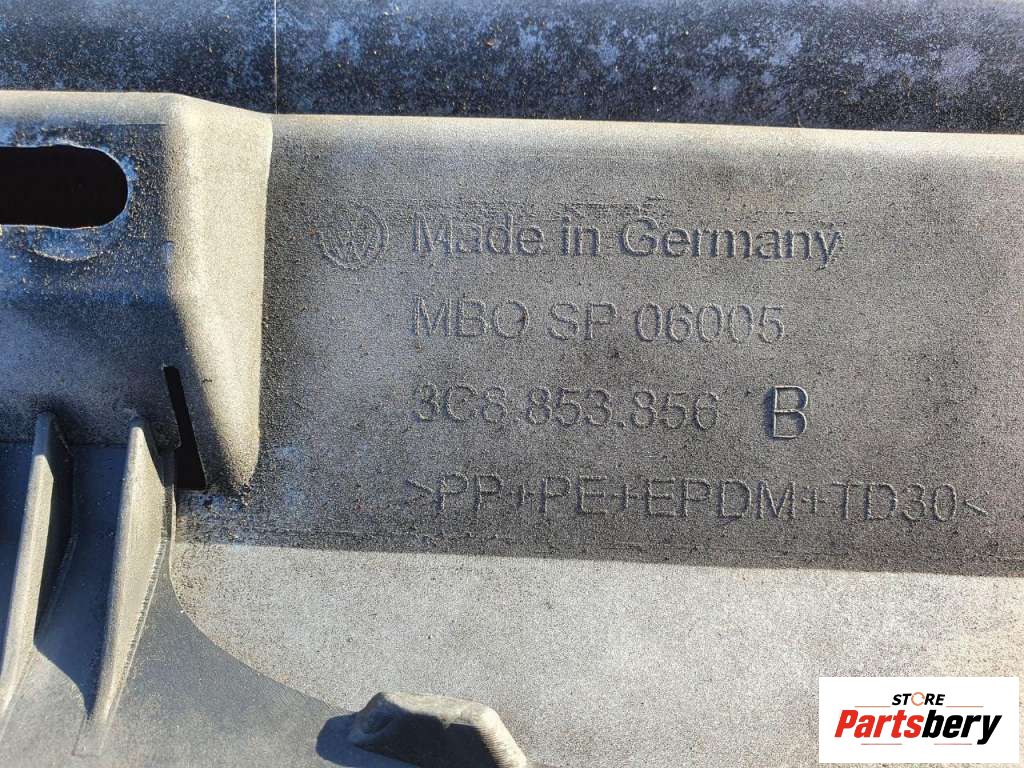 Made in Germany
MBO SP 06005
3C8.853.856 B
>PP+PE+EPDM+TD30<
STORE
Partsbery